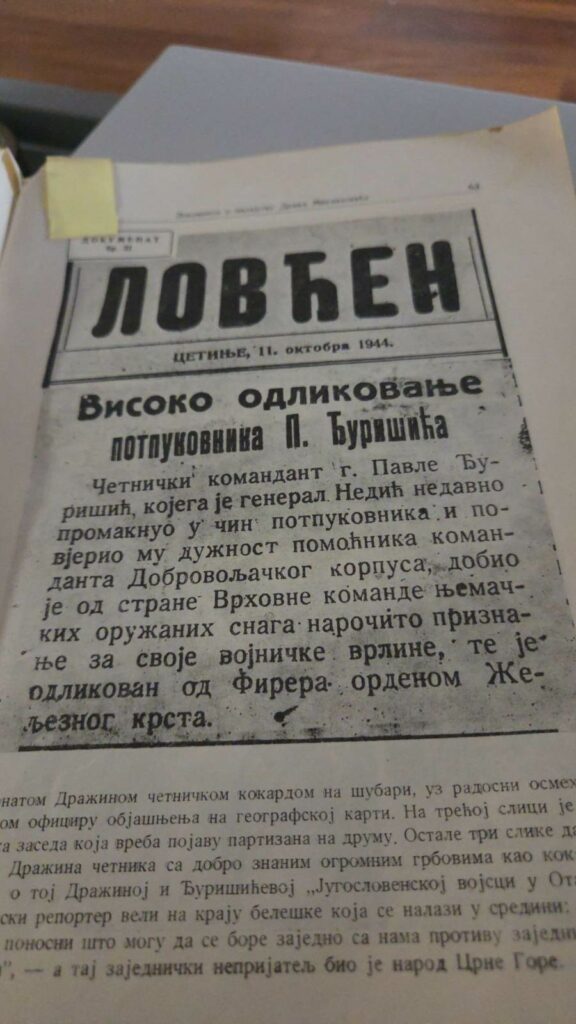 63
ДОКУМЕНАТ
ЛОВЋЕН
ЦЕТИЊЕ, 11. октобра 1944.
Високо одликовање
потпуковника П. Ђуришића
Четнички командант г. Павле Ђу-
ришић, којега је генерал Недић недавно
промакнуо у чин потпуковника и по-
вјерио му дужност помоћника коман-
данта Добровољачког корпуса, добио
је од стране Врховне команде њемач-
ких оружаних снага нарочито призна-
ње за своје војничке врлине, те је
одликован од Фирера орденом Же-
љезног крста.
Дражином четничком кокардом на шубари, уз радосни осмех
официру објашњења на географској карти. На трећој слици је
заседа која вреба појаву партизана на друму. Остале три слике
Дражина четника са добро знаним огромним грбовима као
о тој Дражиној и Ђуришићевој „Југословенској војсци у
репортер вели на крају белешке која се налази у средини:
поносни што могу да се боре заједно са нама противу
— а тај заједнички непријатељ био је народ Црне Горе.